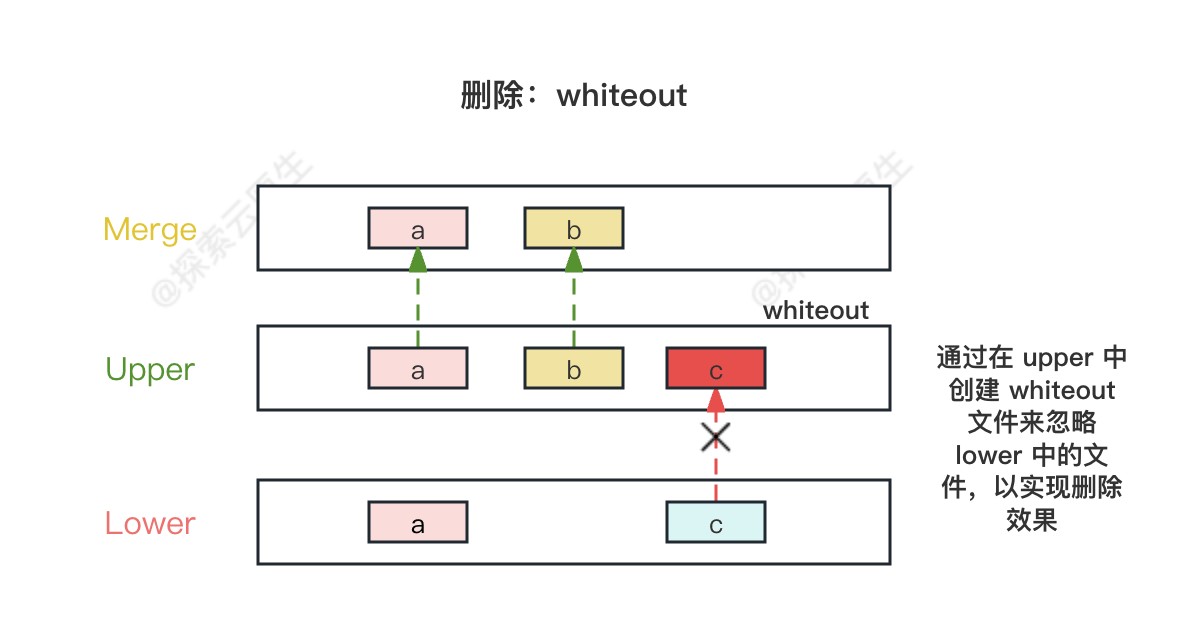 删除：whiteout
@探索云原生
Merge
a
b
whiteout
Upper
a
b
c
通过在 upper 中
创建 whiteout
文件来忽略
lower 中的文
件，以实现删除
效果
Lower
a
c